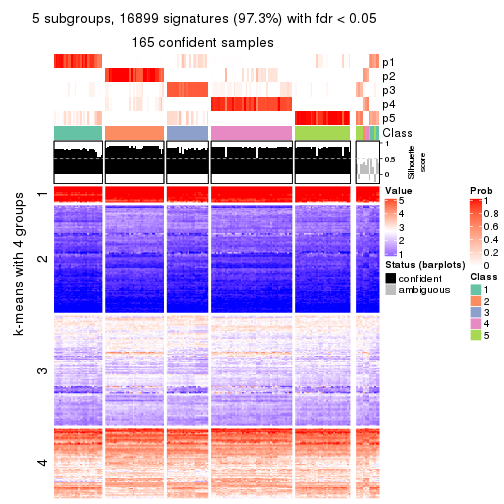 5 subgroups, 16899 signatures (97.3%) with fdr < 0.05
165 confident samples
p1
p2
p3
p4
p5
Class
1
0.5
0
Silhouette
score
k-means with 4 groups
1
2
3
4
Value
5
4
3
2
1
Status (barplots)
confident
ambiguous
Prob
1
0.8
0.6
0.4
0.2
0
Class
1
2
3
4
5